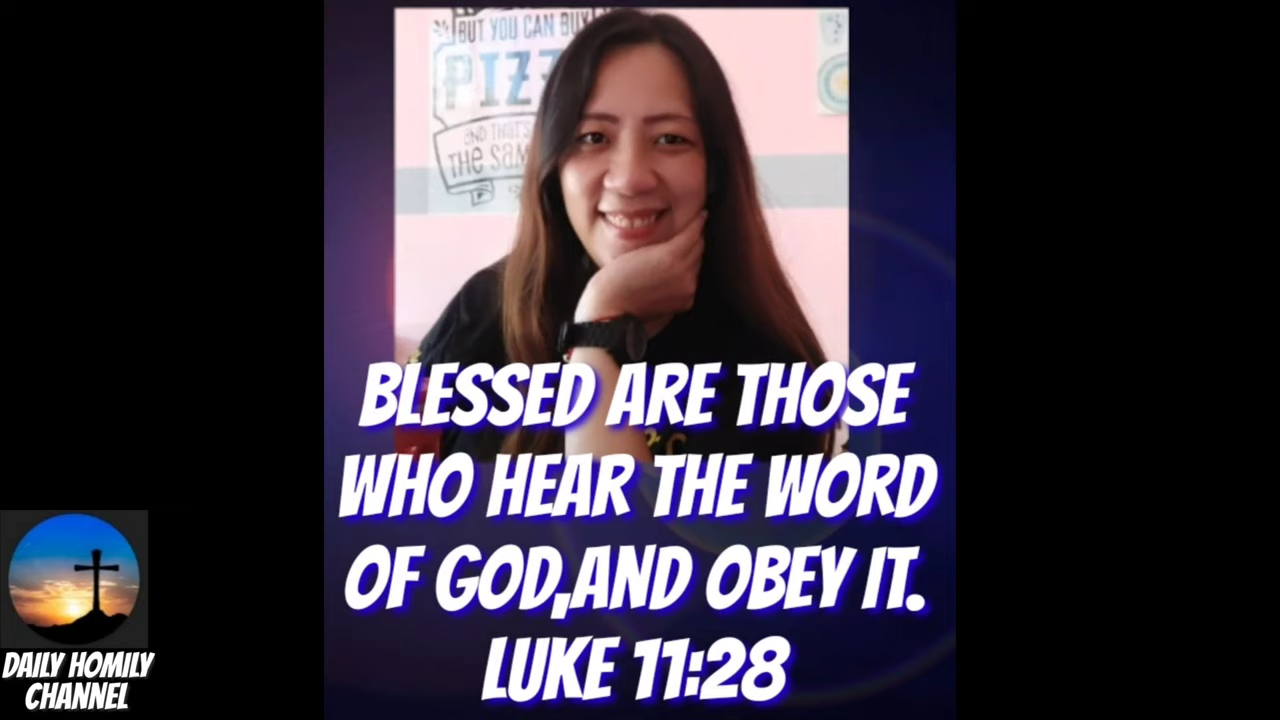 BUT YOU CAN BUY
PIZZ
AND THAT'S
THE SAM
BLESSED ARE THOSE
WHO HEAR THE WORD
OF GOD,AND OBEY IT.
LUKE 11:28
DAILY HOMILY
CHANNEL